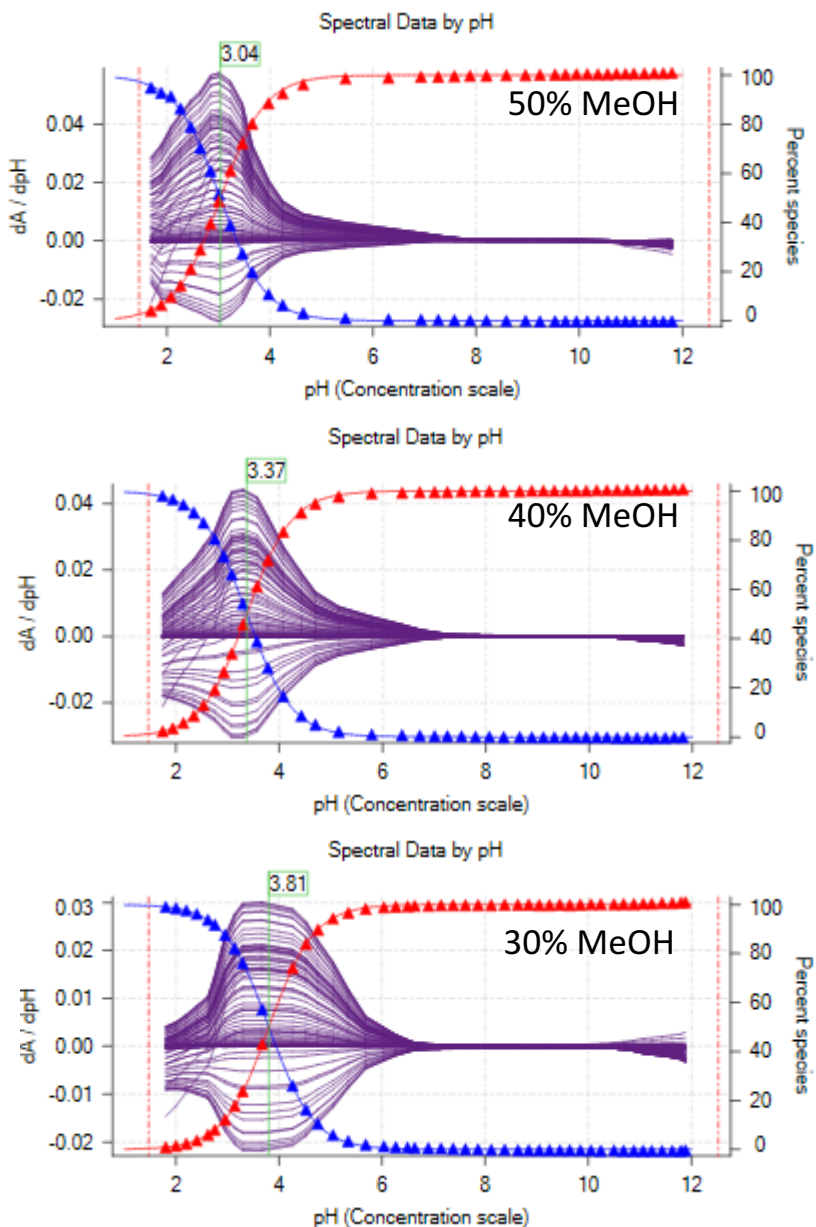 Spectral Data by pH
3.04
50% MeOH
0.04
0.02
0.00
-0.02
dA / dpH
100
80
60
40
20
0
Percent species
2 4 6 8 10 12
pH (Concentration scale)
Spectral Data by pH
3.37
40% MeOH
0.04
0.02
0.00
-0.02
dA / dpH
100
80
60
40
20
0
Percent species
2 4 6 8 10 12
pH (Concentration scale)
Spectral Data by pH
3.81
30% MeOH
0.03
0.02
0.01
0.00
-0.01
-0.02
dA / dpH
100
80
60
40
20
0
Percent species
2 4 6 8 10 12
pH (Concentration scale)